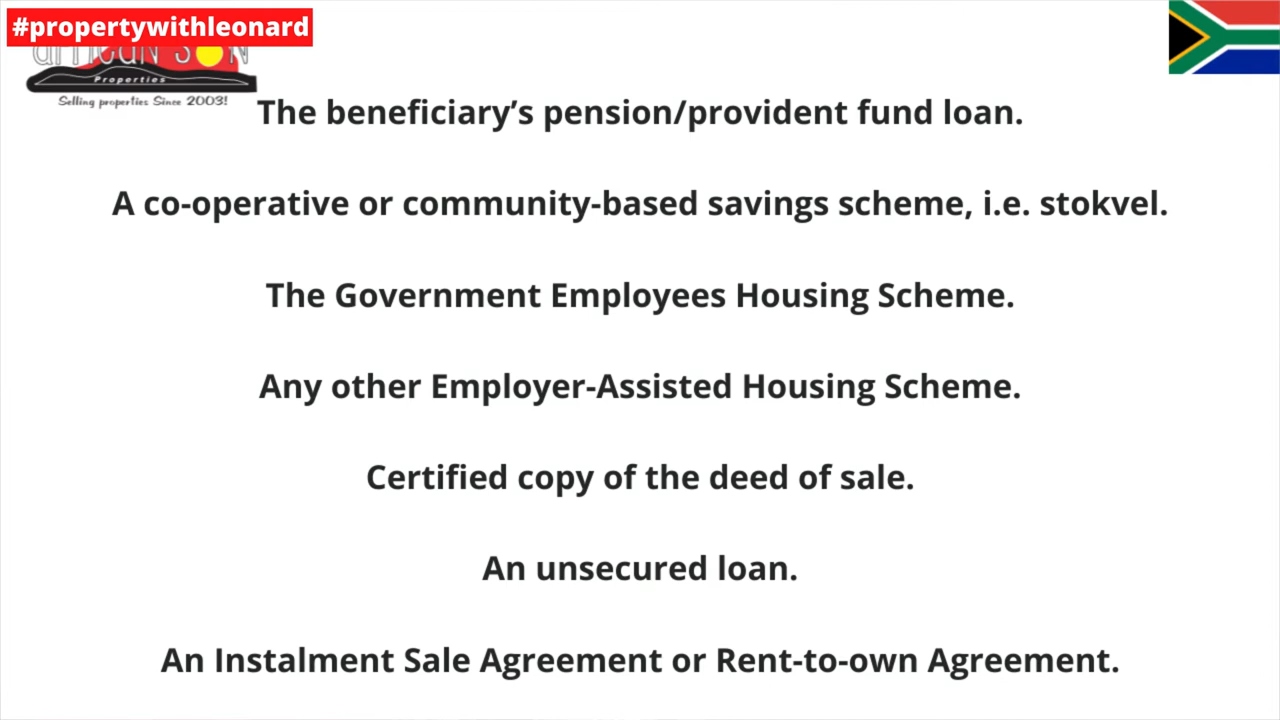 #propertywithleonard
Properties
Selling properties Since 2003!
The beneficiary’s pension/provident fund loan.
A co-operative or community-based savings scheme, i.e. stokvel.
The Government Employees Housing Scheme.
Any other Employer-Assisted Housing Scheme.
Certified copy of the deed of sale.
An unsecured loan.
An Instalment Sale Agreement or Rent-to-own Agreement.